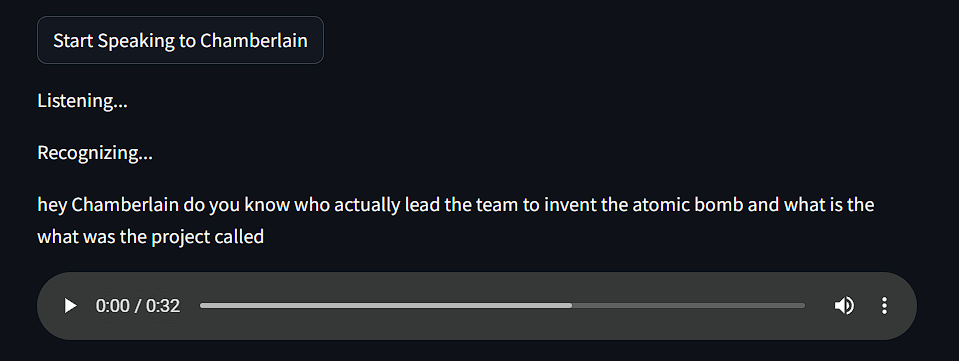 Start Speaking to Chamberlain
Listening...
Recognizing...
hey Chamberlain do you know who actually lead the team to invent the atomic bomb and what is the
what was the project called
0:00 / 0:32